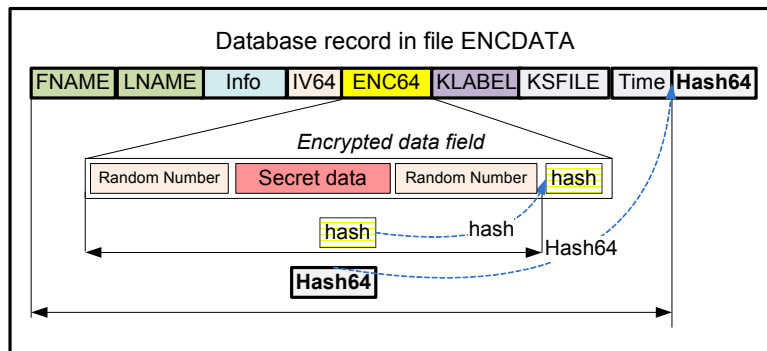 Database record in file ENCDATA
FNAME LNAME Info IV64 ENC64 KLABEL KSFILE Time Hash64
Encrypted data field
Random Number Secret data Random Number hash
hash hash
Hash64
Hash64